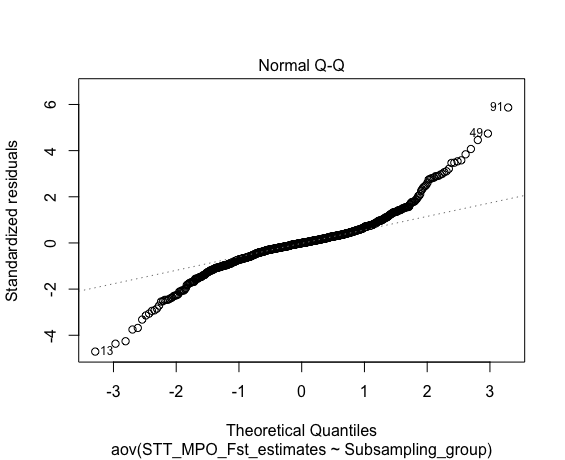 Normal Q-Q
Standardized residuals
6
4
2
0
-2
-4
91
49
13
-3 -2 -1 0 1 2 3
Theoretical Quantiles
aov(STT_MPO_Fst_estimates ~ Subsampling_group)